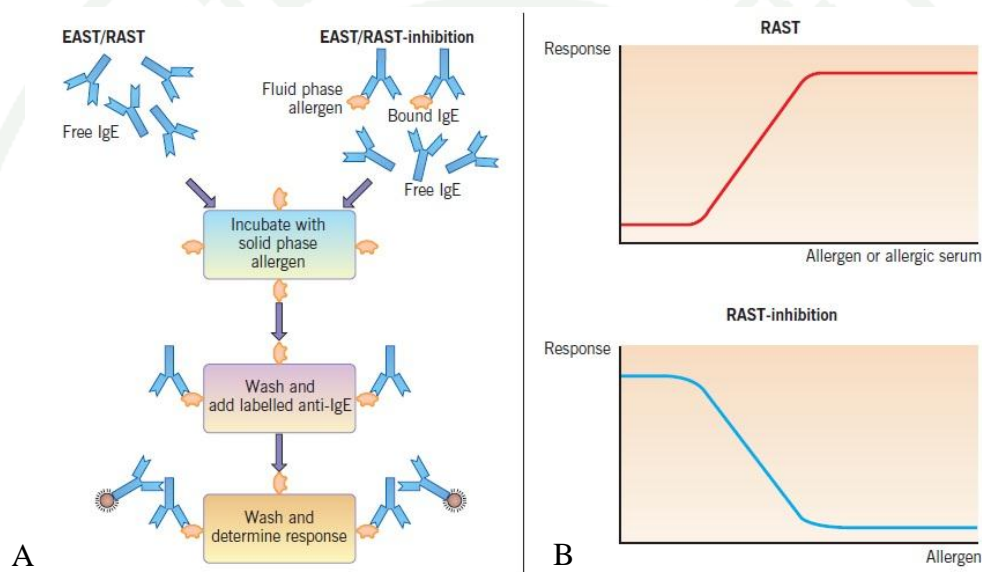 EAST/RAST
EAST/RAST-inhibition
Fluid phase
allergen
Bound IgE
Free IgE
Free IgE
Incubate with
solid phase
allergen
Wash and
add labelled anti-IgE
Wash and
determine response
A
RAST
Response
Allergen or allergic serum
RAST-inhibition
Response
Allergen
B